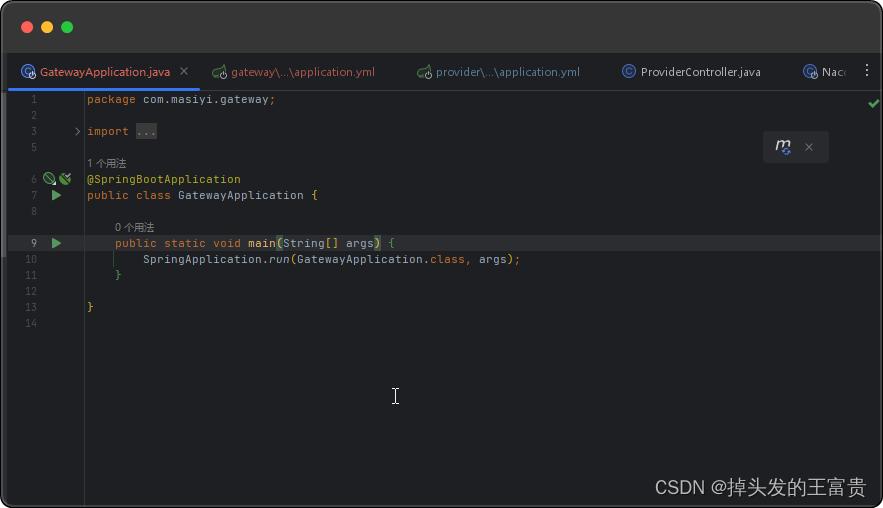 GatewayApplication.java gateway\...\application.yml provider\...\application.yml ProviderController.java Nacc
1 package com.masiyi.gateway;
2
3 import ...
5
1 个用法
6 @SpringBootApplication
7 public class GatewayApplication {
8
0 个用法
9 public static void main(String[] args) {
10 SpringApplication.run(GatewayApplication.class, args);
11 }
12
13 }
14
m
CSDN @掉头发的王富贵